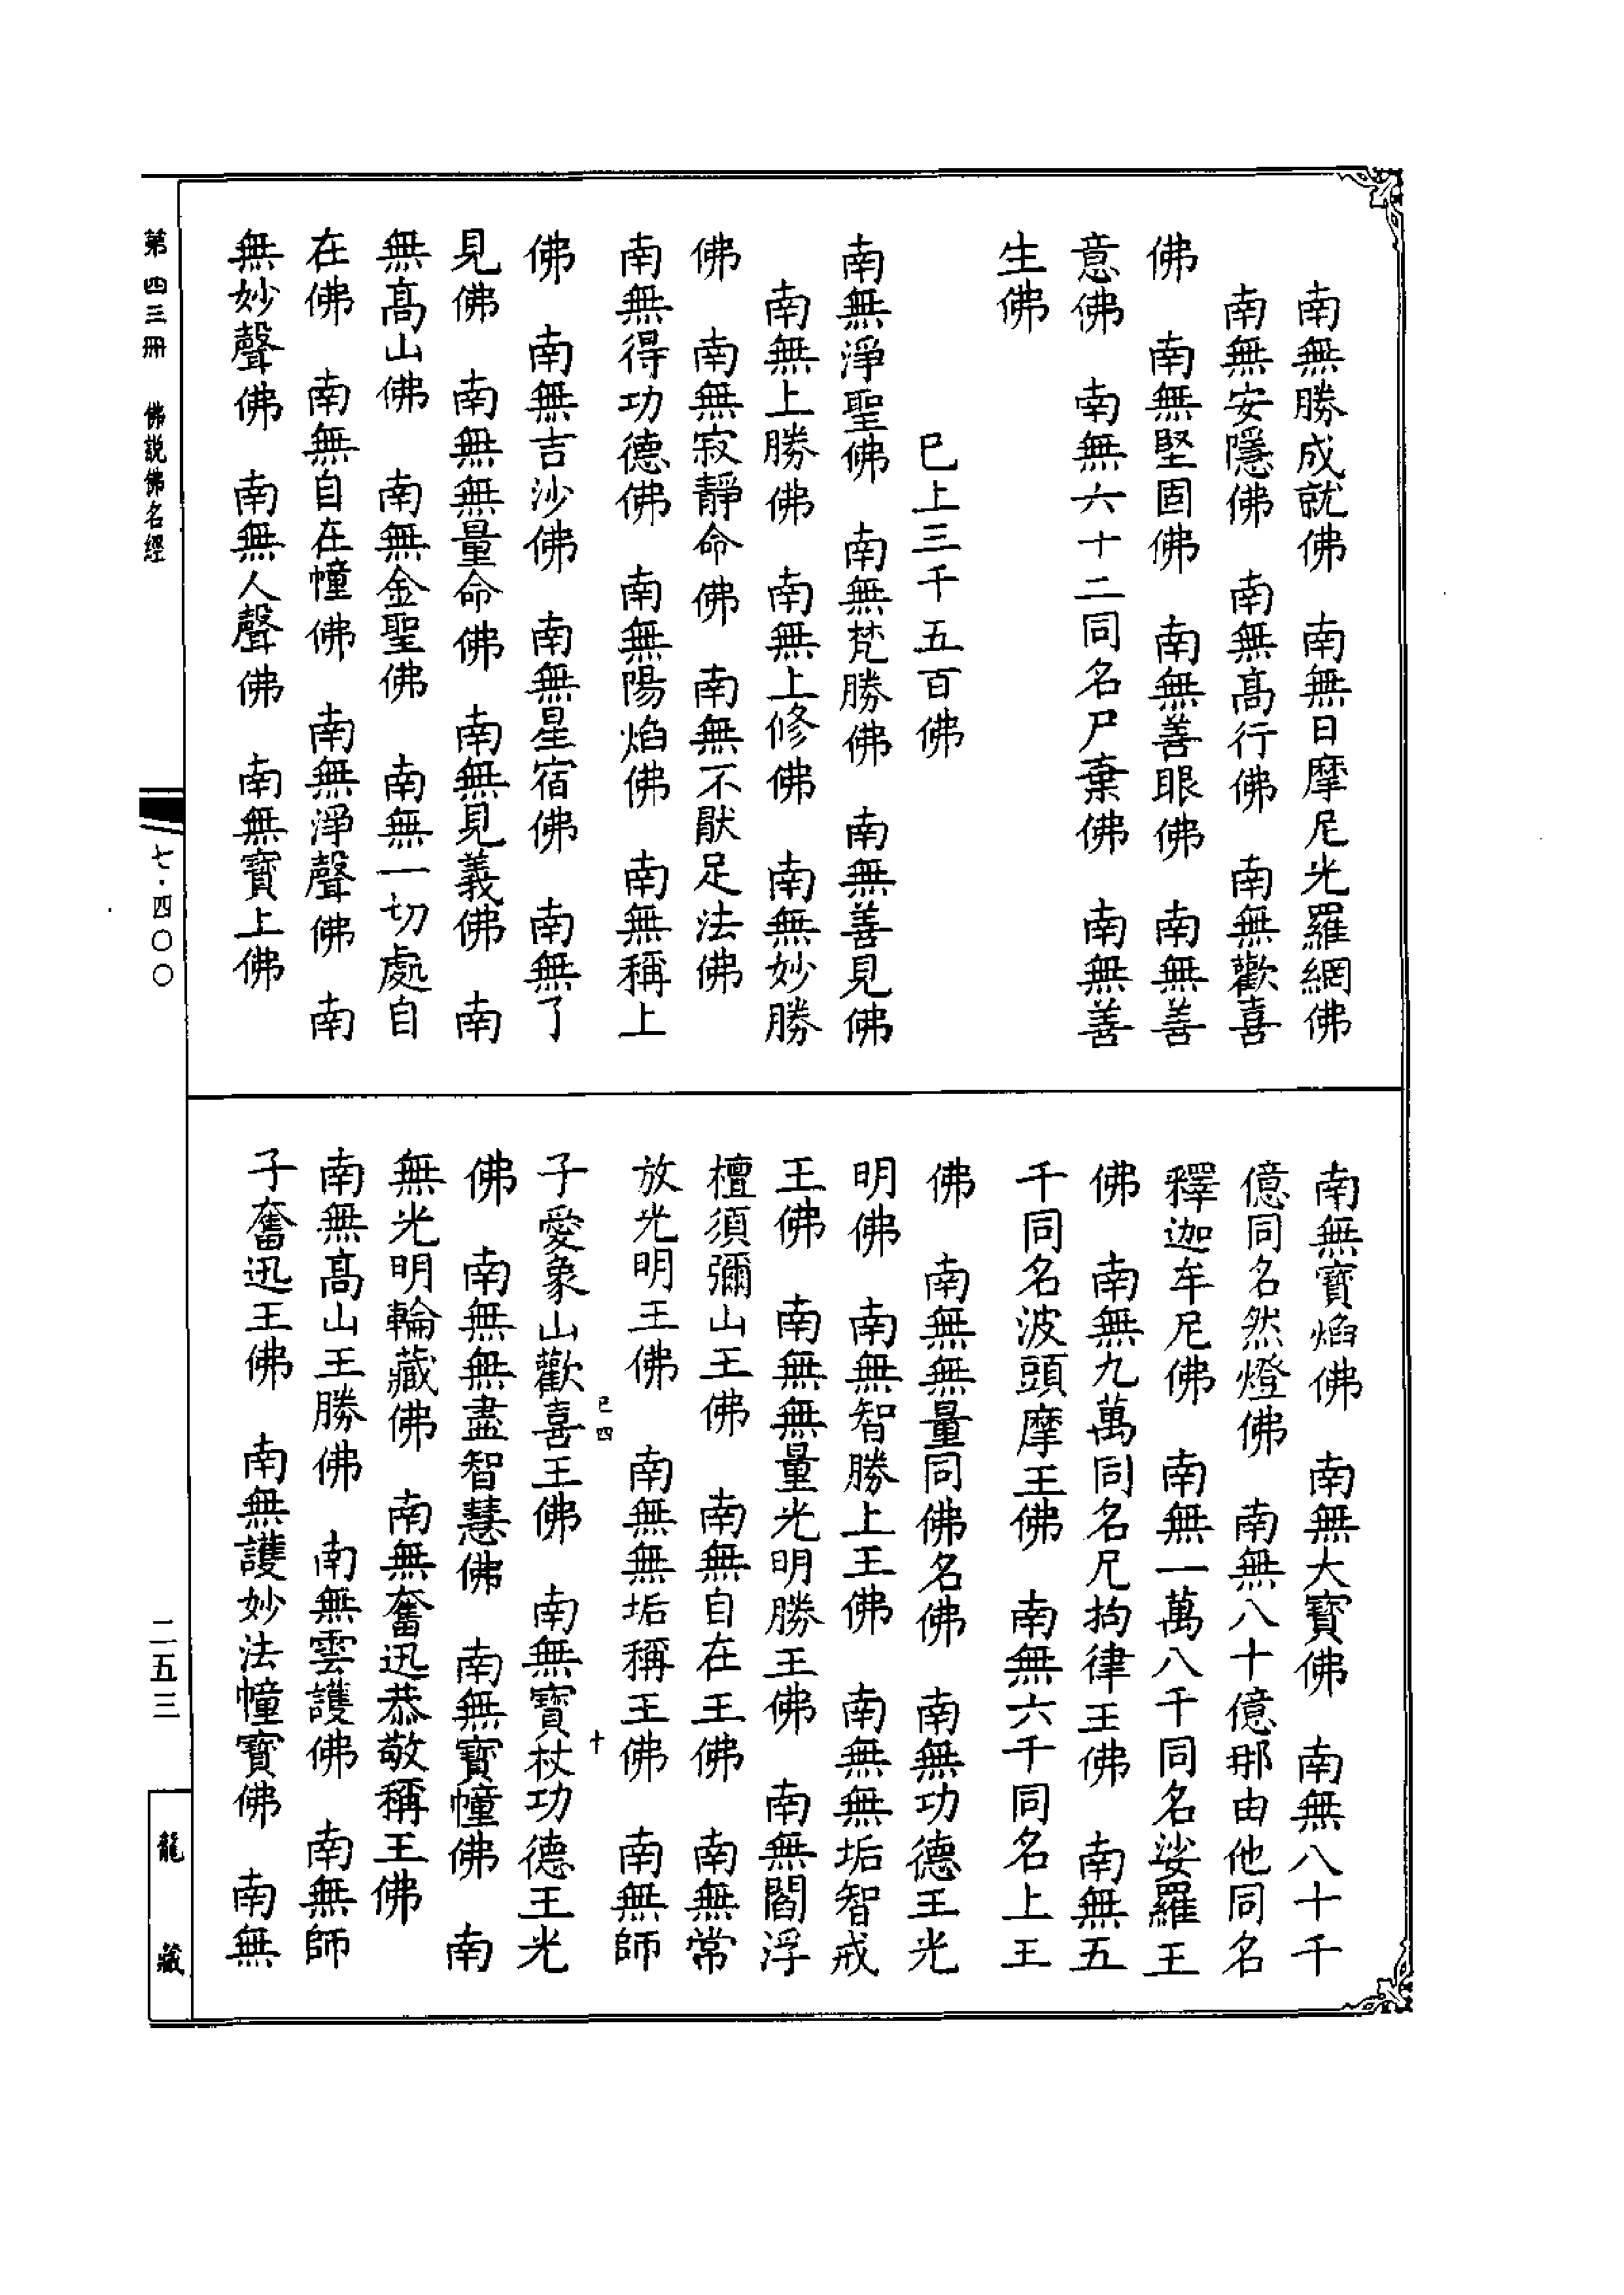 南無勝成就佛　南無日摩尼光羅網佛
南無安隱佛　南無高行佛　南無歡喜
佛　南無堅固佛　南無善眼佛　南無善
意佛　南無六十二同名尸棄佛　南無善
生佛
已上三千五百佛
南無淨聖佛　南無梵勝佛　南無善見佛
南無上勝佛　南無上修佛　南無妙勝
佛　南無寂靜命佛　南無不猒足法佛
南無得功德佛　南無陽焰佛　南無稱上
佛　南無吉沙佛　南無星宿佛　南無了
見佛　南無無量命佛　南無見義佛　南
無高山佛　南無金聖佛　南無一切處自
在佛　南無自在幢佛　南無淨聲佛　南
無妙聲佛　南無人聲佛　南無寶上佛
南無寶焰佛　南無大寶佛　南無八十千
億同名然燈佛　南無八十億那由他同名
釋迦牟尼佛　南無一萬八千同名娑羅王
佛　南無九萬同名尼拘律王佛　南無五
千同名波頭摩王佛　南無六千同名上王
佛　南無無量同佛名佛　南無功德王光
明佛　南無智勝上王佛　南無無垢智戒
王佛　南無無量光明勝王佛　南無閻浮
檀須彌山王佛　南無自在王佛　南無常
放光明王佛　南無無垢稱王佛　南無師
已四　十
子愛象山歡喜王佛　南無寶杖功德王光
佛　南無無盡智慧佛　南無寶幢佛　南
無光明輪藏佛　南無奮迅恭敬稱王佛
南無高山王勝佛　南無雲護佛　南無師
子奮迅王佛　南無護妙法幢寶佛　南無
第四三冊　佛説佛名經
七·四〇〇
二五三
龍藏